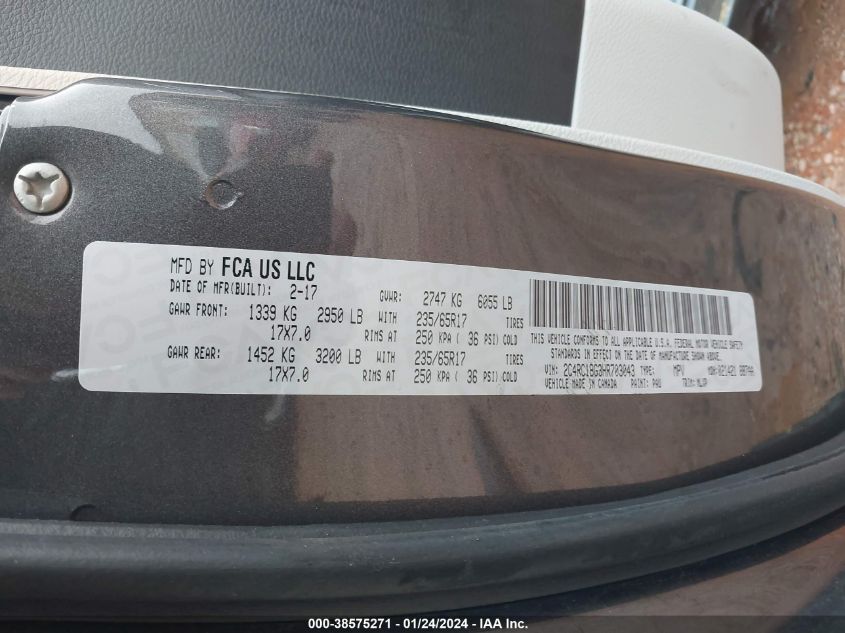 MFD BY FCA US LLC
DATE OF MFR(BUILT): 2-17 GVWR: 2747 KG 6055 LB
GAWR FRONT: 1339 KG 2950 LB WITH 235/65R17 TIRES
17X7.0 RIMS AT 250 KPA ( 36 PSI) COLD
GAWR REAR: 1452 KG 3200 LB WITH 235/65R17 TIRES
17X7.0 RIMS AT 250 KPA ( 36 PSI) COLD
THIS VEHICLE CONFORMS TO ALL APPLICABLE U.S.A. FEDERAL MOTOR VEHICLE SAFETY
STANDARDS IN EFFECT ON THE DATE OF MANUFACTURE SHOWN ABOVE.
VIN: 2C4RC1BG3HR703043 TYPE: MPV MDH:021421
VEHICLE MADE IN CANADA PAINT: PAU TRIM:
000-38575271 - 01/24/2024 - IAA Inc.